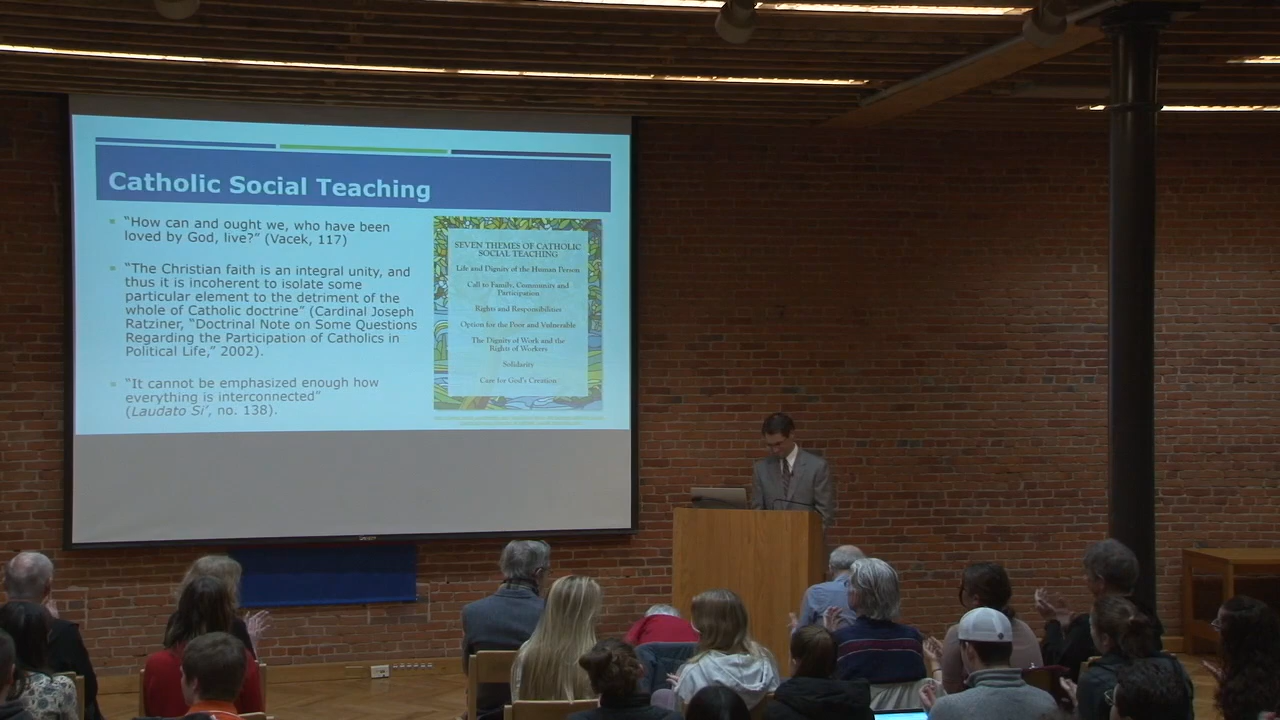 Catholic Social Teaching
“How can and ought we, who have been
loved by God, live?” (Vacek, 117)
“The Christian faith is an integral unity, and
thus it is incoherent to isolate some
particular element to the detriment of the
whole of Catholic doctrine” (Cardinal Joseph
Ratziner, “Doctrinal Note on Some Questions
Regarding the Participation of Catholics in
Political Life,” 2002).
“It cannot be emphasized enough how
everything is interconnected”
(Laudato Si’, no. 138).
SEVEN THEMES OF CATHOLIC
SOCIAL TEACHING
Life and Dignity of the Human Person
Call to Family, Community and
Participation
Rights and Responsibilities
Option for the Poor and Vulnerable
The Dignity of Work and the
Rights of Workers
Solidarity
Care for God's Creation